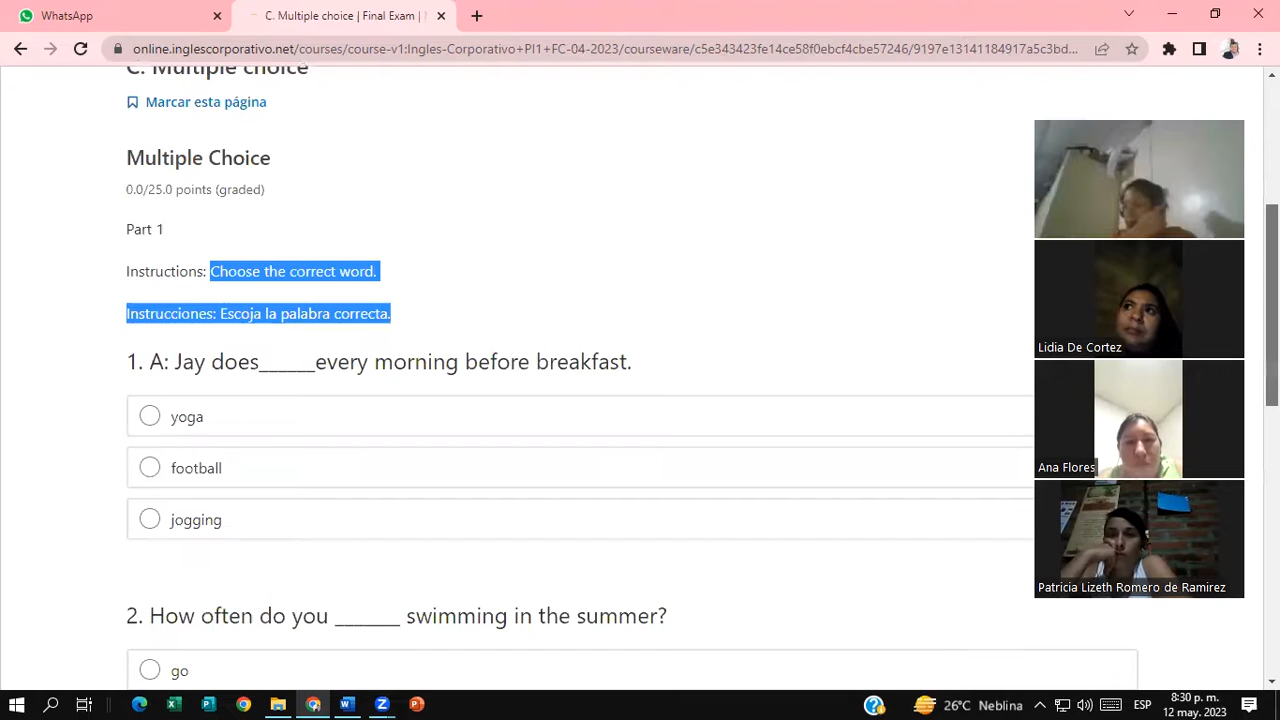 WhatsApp
C. Multiple choice | Final Exam |
online.inglescorporativo.net/courses/course-v1:Ingles-Corporativo+PI1+FC-04-2023/courseware/c5e343423fe14ce58f0ebcf4cbe57246/9197e13141184917a5c3bd...
C. Multiple choice
Marcar esta página
Multiple Choice
0.0/25.0 points (graded)
Part 1
Instructions: Choose the correct word.
Instrucciones: Escoja la palabra correcta.
1. A: Jay does______every morning before breakfast.
yoga
football
jogging
2. How often do you _______ swimming in the summer?
go
Lidia De Cortez
Ana Flores
Patricia Lizeth Romero de Ramirez
26°C Neblina
ESP
8:30 p. m.
12 may. 2023